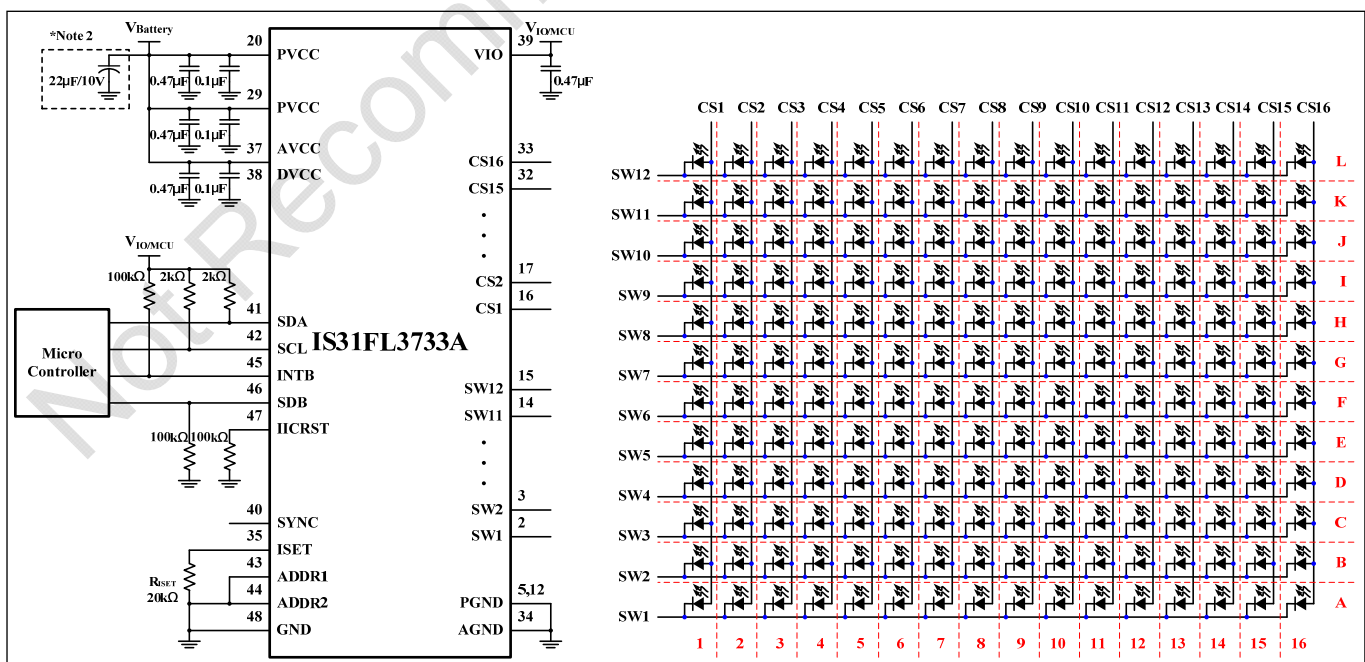 *Note 2
VBattery
22μF/10V
0.47μF 0.1μF
0.47μF 0.1μF
0.47μF 0.1μF
20 PVCC
29 PVCC
37 AVCC
38 DVCC
VIO/MCU
100kΩ 2kΩ 2kΩ
Micro
Controller
41 SDA
42 SCL
45 INTB
46 SDB
47 IICRST
100kΩ 100kΩ
40 SYNC
35 ISET
43 ADDR1
44 ADDR2
48 GND
RISET
20kΩ
IS31FL3733A
VIO/MCU
39 VIO
0.47μF
33 CS16
32 CS15
17 CS2
16 CS1
15 SW12
14 SW11
3 SW2
2 SW1
5,12 PGND
34 AGND
CS1 CS2 CS3 CS4 CS5 CS6 CS7 CS8 CS9 CS10 CS11 CS12 CS13 CS14 CS15 CS16
SW12 L
SW11 K
SW10 J
SW9 I
SW8 H
SW7 G
SW6 F
SW5 E
SW4 D
SW3 C
SW2 B
SW1 A
1 2 3 4 5 6 7 8 9 10 11 12 13 14 15 16
Not Recomm